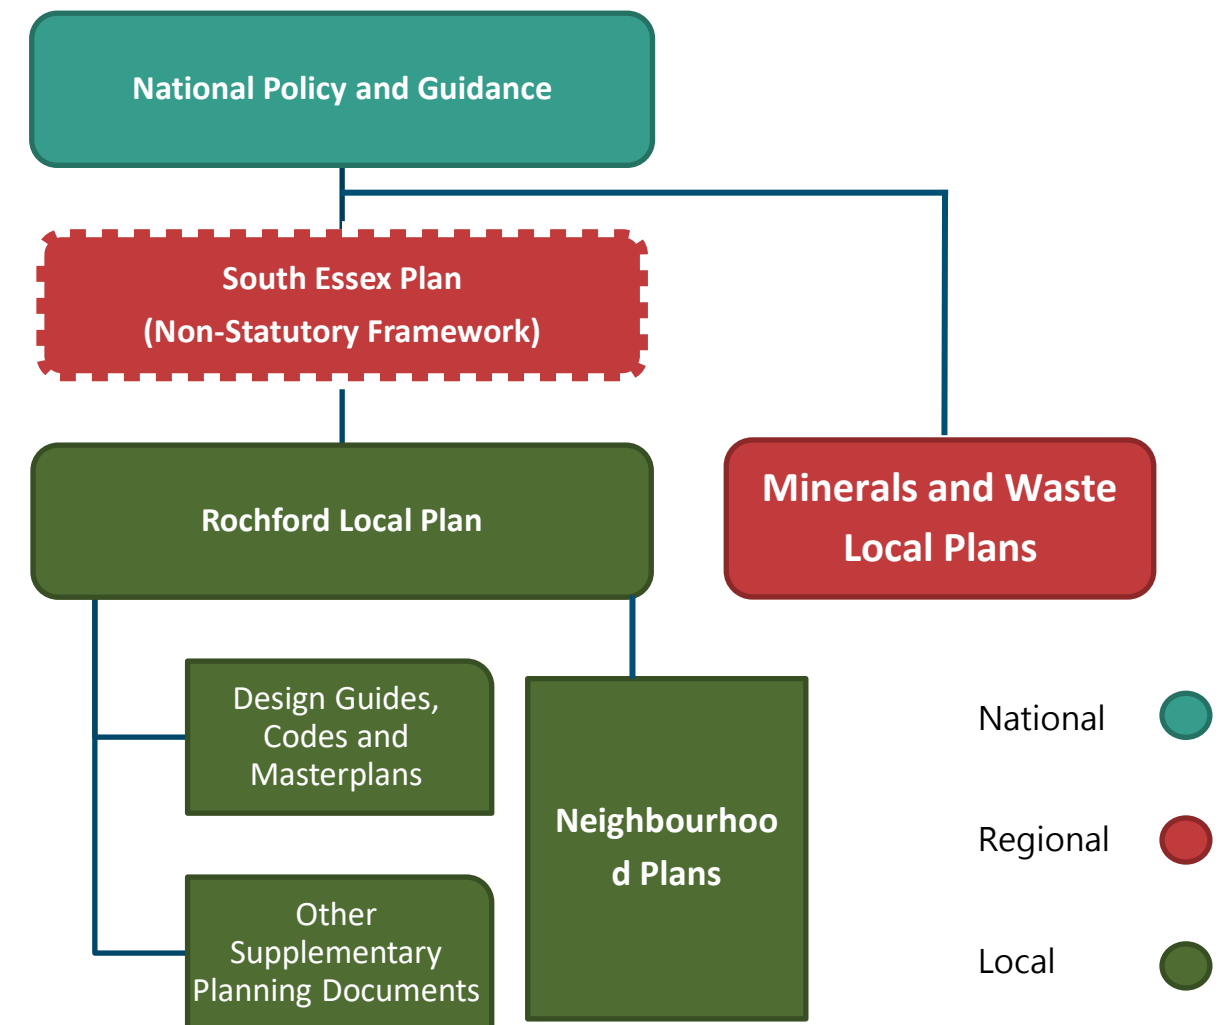 National Policy and Guidance
South Essex Plan
(Non-Statutory Framework)
Rochford Local Plan
Minerals and Waste
Local Plans
Design Guides,
Codes and
Masterplans
Neighbourhoo
d Plans
Other
Supplementary
Planning Documents
National
Regional
Local